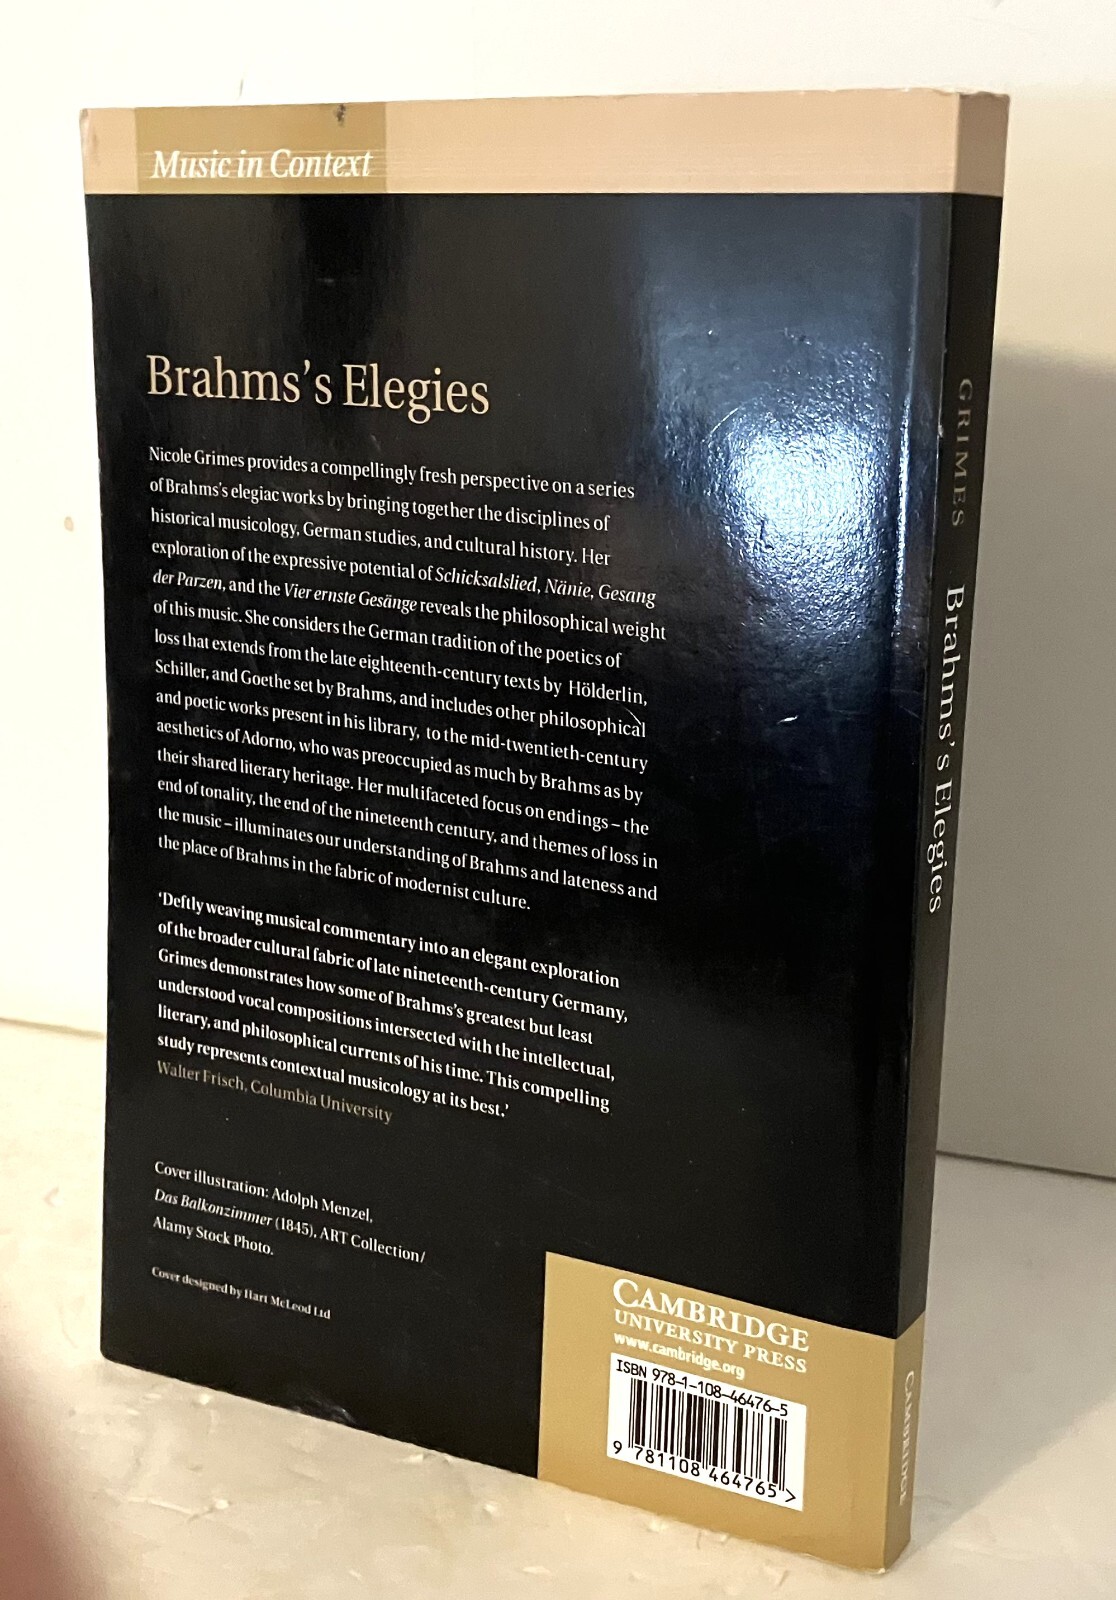 Music in Context
Brahms's Elegies
Nicole Grimes provides a compellingly fresh perspective on a series
of Brahms's elegiac works by bringing together the disciplines of
historical musicology, German studies, and cultural history. Her
exploration of the expressive potential of Schicksalslied, Nänie, Gesang
der Parzen, and the Vier ernste Gesänge reveals the philosophical weight
of this music. She considers the German tradition of the poetics of
loss that extends from the late eighteenth-century texts by Hölderlin,
Schiller, and Goethe set by Brahms, and includes other philosophical
and poetic works present in his library, to the mid-twentieth-century
aesthetics of Adorno, who was preoccupied as much by Brahms as by
their shared literary heritage. Her multifaceted focus on endings – the
end of tonality, the end of the nineteenth century, and themes of loss in
the music – illuminates our understanding of Brahms and lateness and
the place of Brahms in the fabric of modernist culture.
'Deftly weaving musical commentary into an elegant exploration
of the broader cultural fabric of late nineteenth-century Germany,
Grimes demonstrates how some of Brahms's greatest but least
understood vocal compositions intersected with the intellectual,
literary, and philosophical currents of his time. This compelling
study represents contextual musicology at its best.'
Walter Frisch, Columbia University
Cover illustration: Adolph Menzel,
Das Balkonzimmer (1845), ART Collection/
Alamy Stock Photo.
Cover designed by Hart McLeod Ltd
CAMBRIDGE
UNIVERSITY PRESS
www.cambridge.org
ISBN 978-1-108-46476-5
9 781108 464765 >
GRIMES Brahms's Elegies
CAMBRIDGE